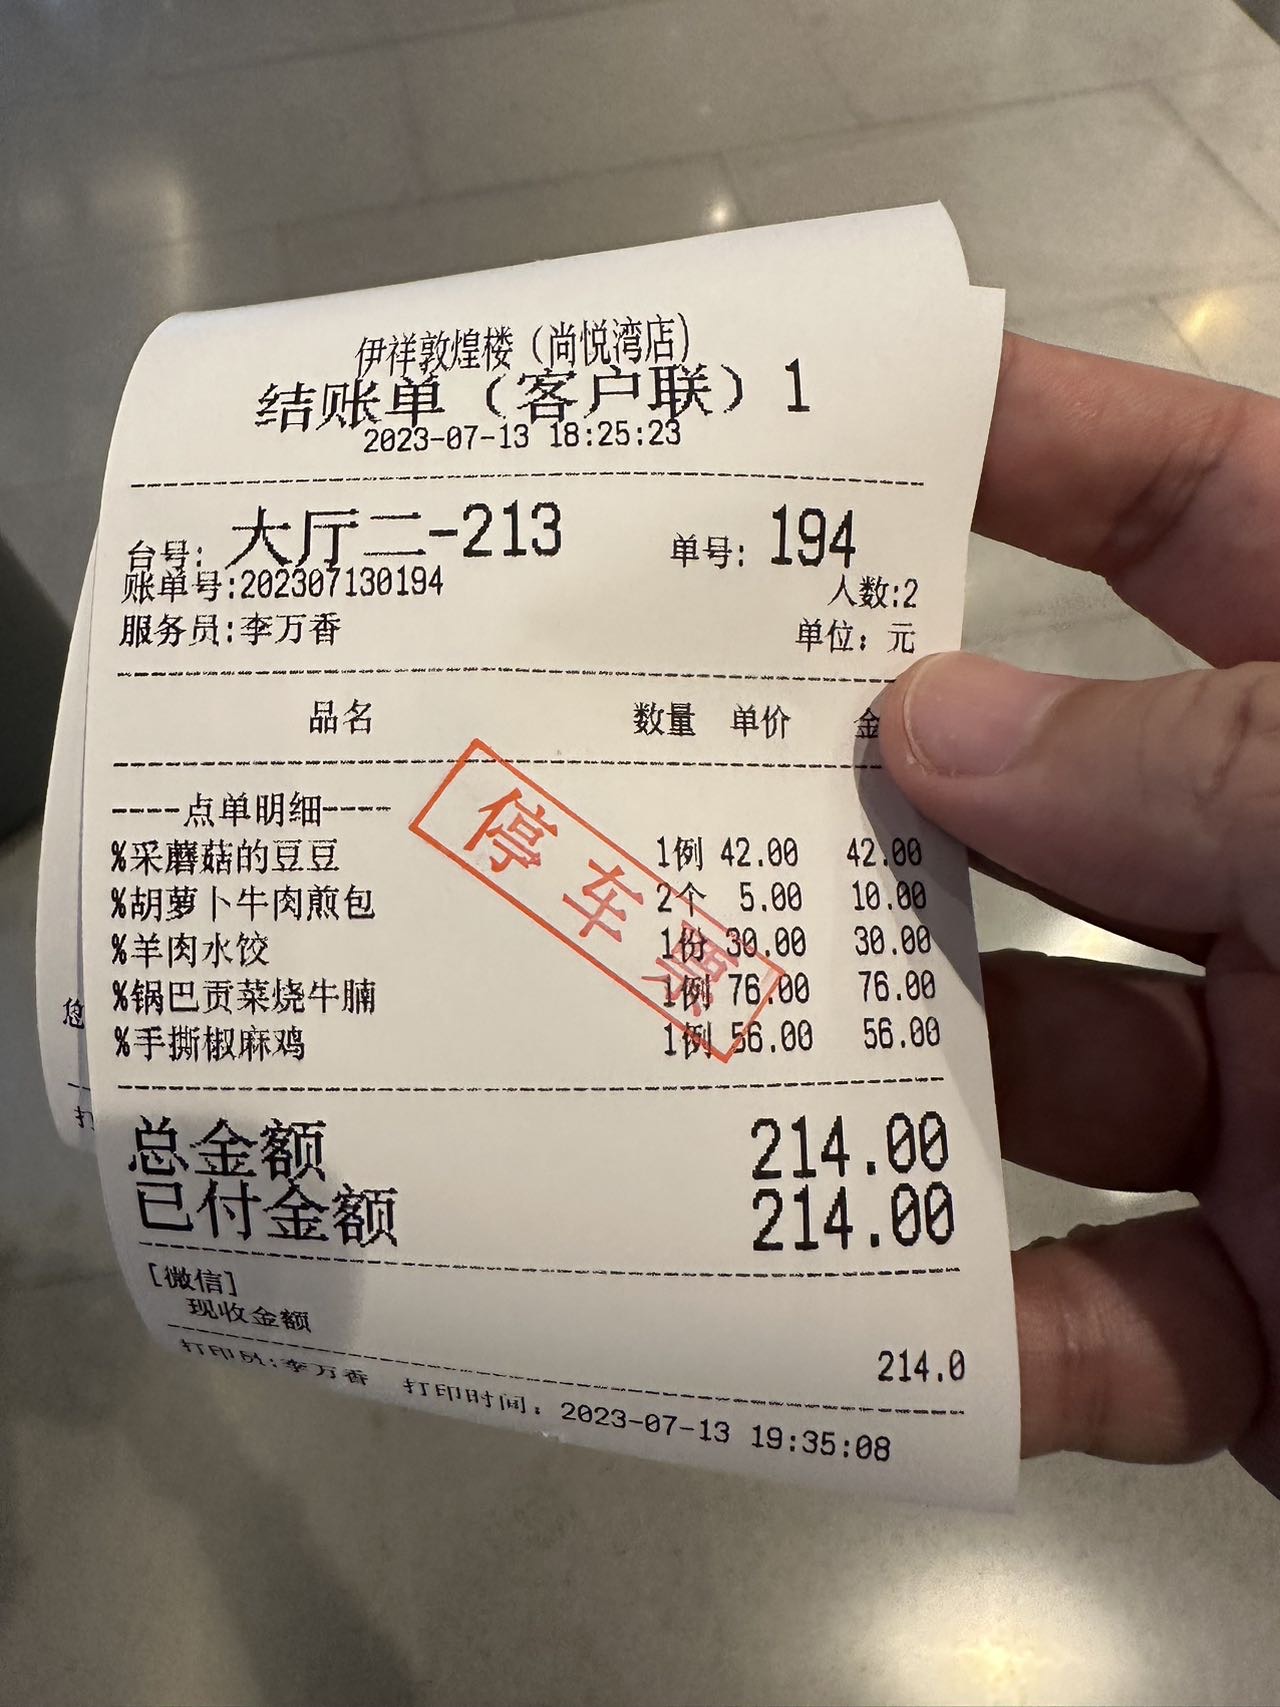 伊祥敦煌楼（尚悦湾店）
结账单（客户联）1
2023-07-13 18:25:23
台号: 大厅二-213 单号: 194
账单号:202307130194 人数:2
服务员:李万香 单位: 元
品名 数量 单价 金
----点单明细----
%采蘑菇的豆豆 1例 42.00 42.00
%胡萝卜牛肉煎包 2个 5.00 10.00
%羊肉水饺 1份 30.00 30.00
%锅巴贡菜烧牛腩 1例 76.00 76.00
%手撕椒麻鸡 1例 56.00 56.00
停车票
总金额 214.00
已付金额 214.00
[微信]
现收金额 214.0
打印员:李万香 打印时间: 2023-07-13 19:35:08
您
打